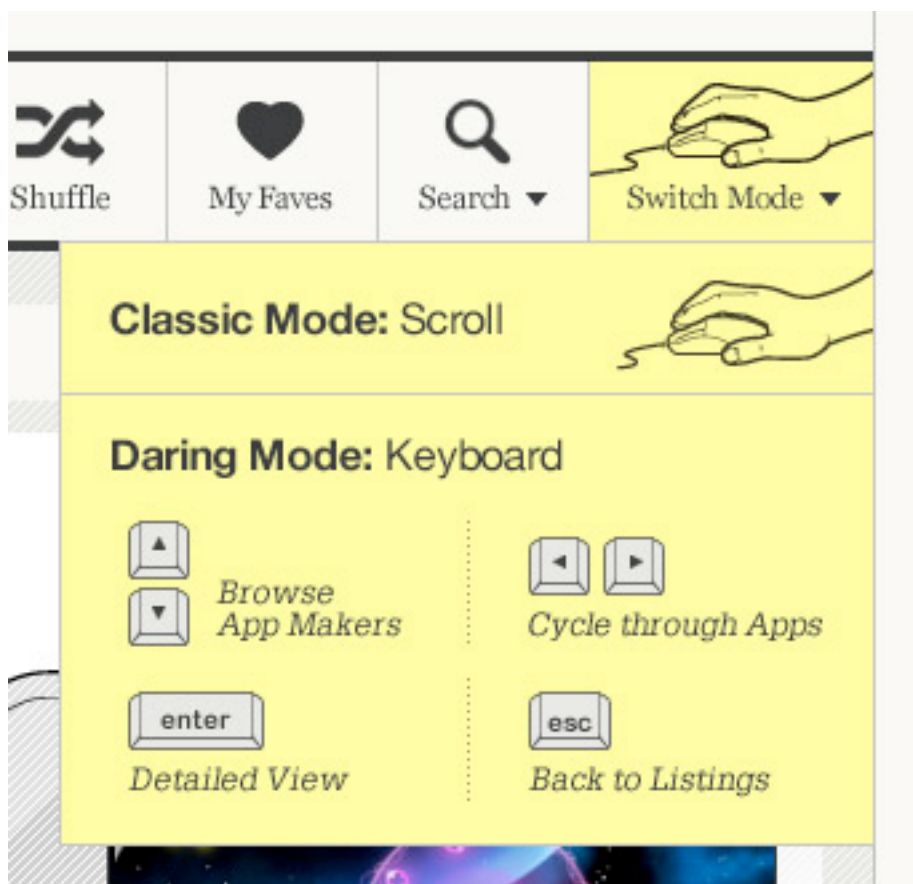 Shuffle
My Faves
Search
Switch Mode
Classic Mode: Scroll
Daring Mode: Keyboard
Browse
App Makers
Cycle through Apps
enter
esc
Detailed View
Back to Listings